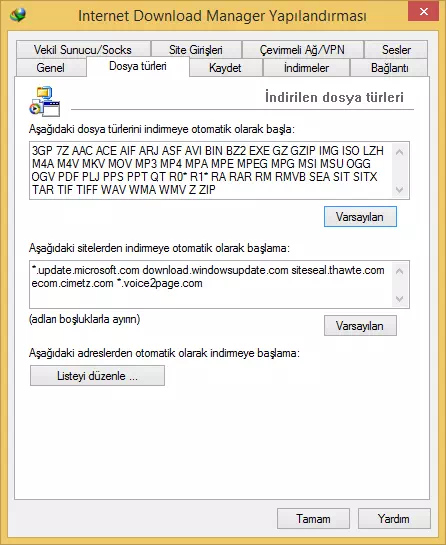 Internet Download Manager Yapılandırması
Vekil Sunucu/Socks Site Girişleri Çevirmeli Ağ/VPN Sesler
Genel Dosya türleri Kaydet İndirmeler Bağlantı
İndirilen dosya türleri
Aşağıdaki dosya türlerini indirmeye otomatik olarak başla:
3GP 7Z AAC ACE AIF ARJ ASF AVI BIN BZ2 EXE GZ GZIP IMG ISO LZH
M4A M4V MKV MOV MP3 MP4 MPA MPE MPEG MPG MSI MSU OGG
OGV PDF PLJ PPS PPT QT R0* R1* RA RAR RM RMVB SEA SIT SITX
TAR TIF TIFF WAV WMA WMV Z ZIP
Varsayılan
Aşağıdaki sitelerden indirmeye otomatik olarak başlama:
*.update.microsoft.com download.windowsupdate.com siteseal.thawte.com
ecom.cimetz.com *.voice2page.com
(adları boşluklarla ayırın)
Varsayılan
Aşağıdaki adreslerden otomatik olarak indirmeye başlama:
Listeyi düzenle ...
Tamam Yardım